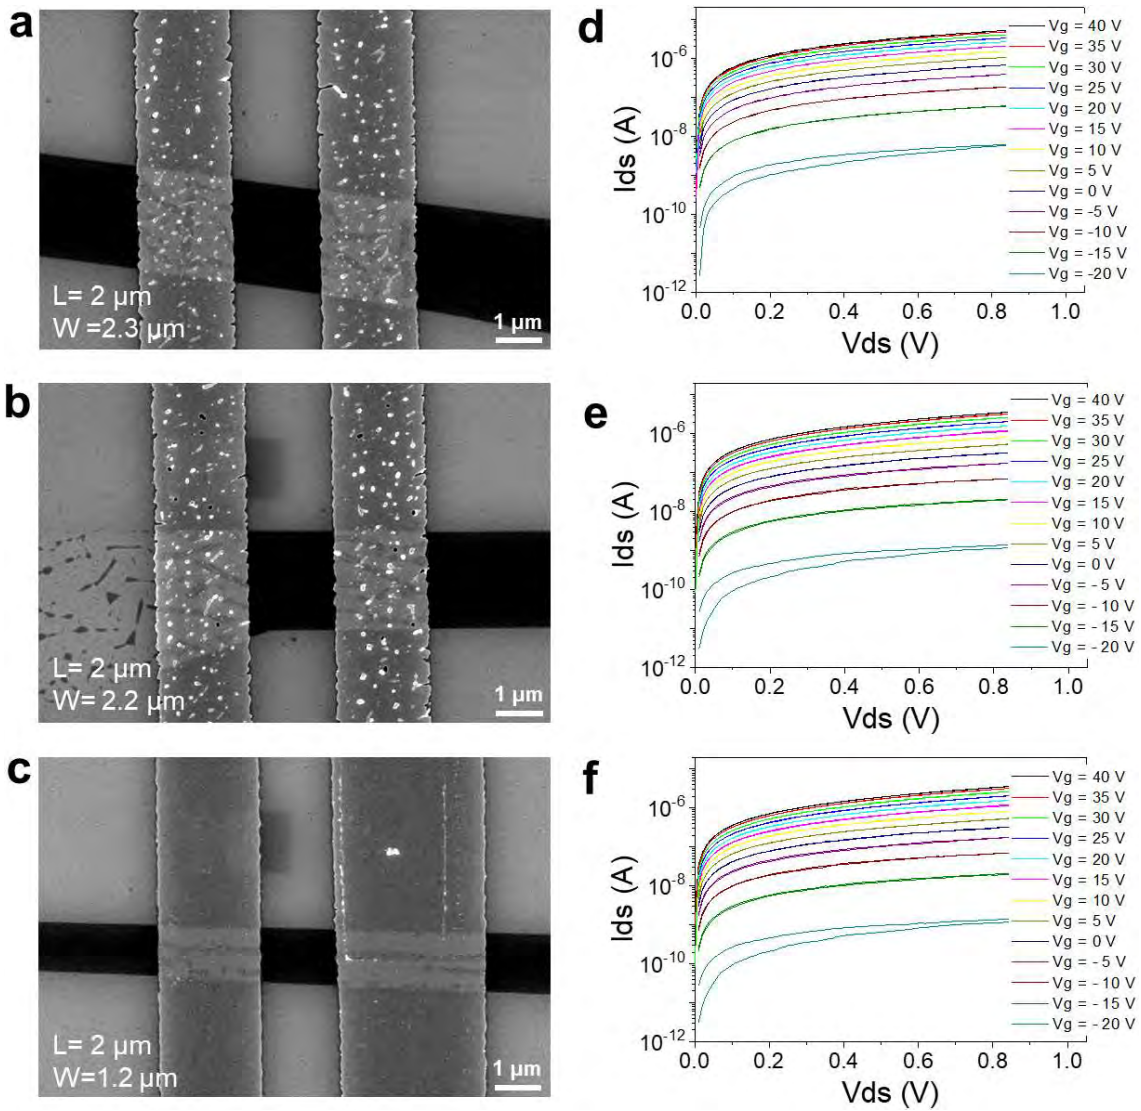 a
L= 2 µm
W =2.3 µm
1 µm
d
Ids (A)
10⁻⁶
10⁻⁸
10⁻¹⁰
10⁻¹²
0.0 0.2 0.4 0.6 0.8 1.0
Vds (V)
Vg = 40 V
Vg = 35 V
Vg = 30 V
Vg = 25 V
Vg = 20 V
Vg = 15 V
Vg = 10 V
Vg = 5 V
Vg = 0 V
Vg = -5 V
Vg = -10 V
Vg = -15 V
Vg = -20 V
b
L= 2 µm
W= 2.2 µm
1 µm
e
Ids (A)
10⁻⁶
10⁻⁸
10⁻¹⁰
10⁻¹²
0.0 0.2 0.4 0.6 0.8 1.0
Vds (V)
Vg = 40 V
Vg = 35 V
Vg = 30 V
Vg = 25 V
Vg = 20 V
Vg = 15 V
Vg = 10 V
Vg = 5 V
Vg = 0 V
Vg = - 5 V
Vg = - 10 V
Vg = - 15 V
Vg = - 20 V
c
L= 2 µm
W=1.2 µm
1 µm
f
Ids (A)
10⁻⁶
10⁻⁸
10⁻¹⁰
10⁻¹²
0.0 0.2 0.4 0.6 0.8 1.0
Vds (V)
Vg = 40 V
Vg = 35 V
Vg = 30 V
Vg = 25 V
Vg = 20 V
Vg = 15 V
Vg = 10 V
Vg = 5 V
Vg = 0 V
Vg = - 5 V
Vg = - 10 V
Vg = - 15 V
Vg = - 20 V